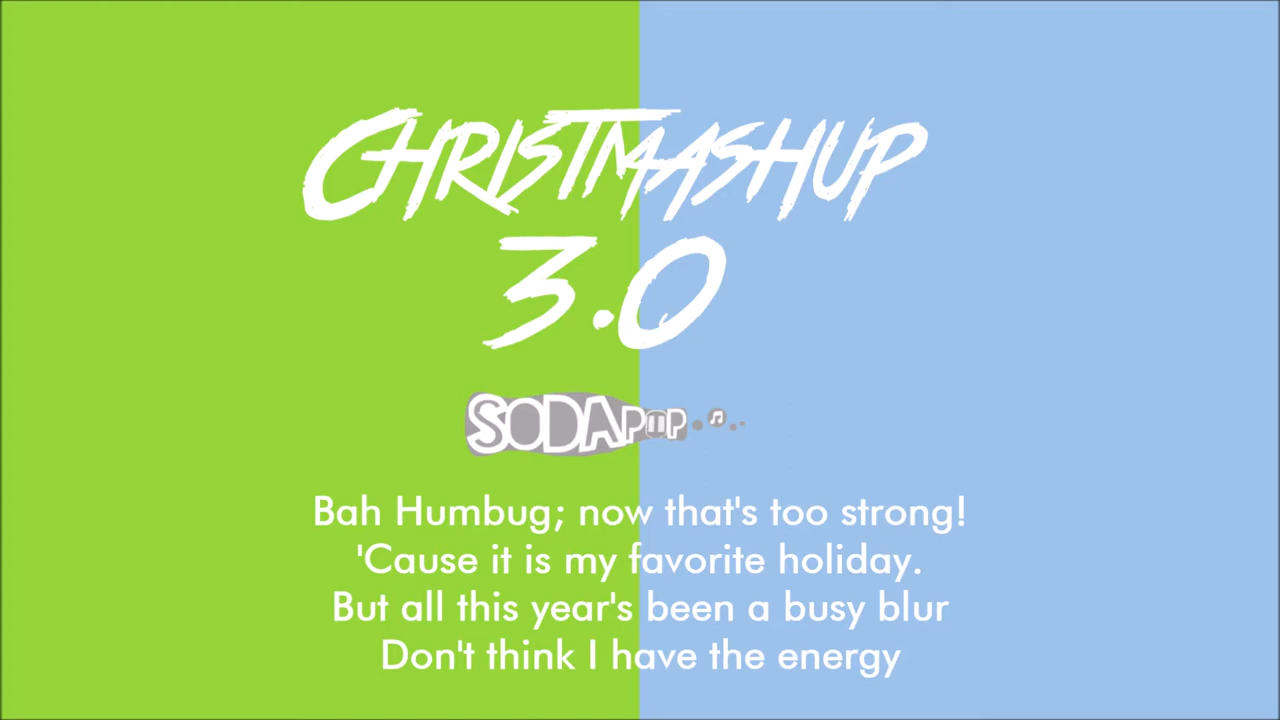 CHRISTMASHUP
3.0
SODAPOP
Bah Humbug; now that's too strong!
'Cause it is my favorite holiday.
But all this year's been a busy blur
Don't think I have the energy